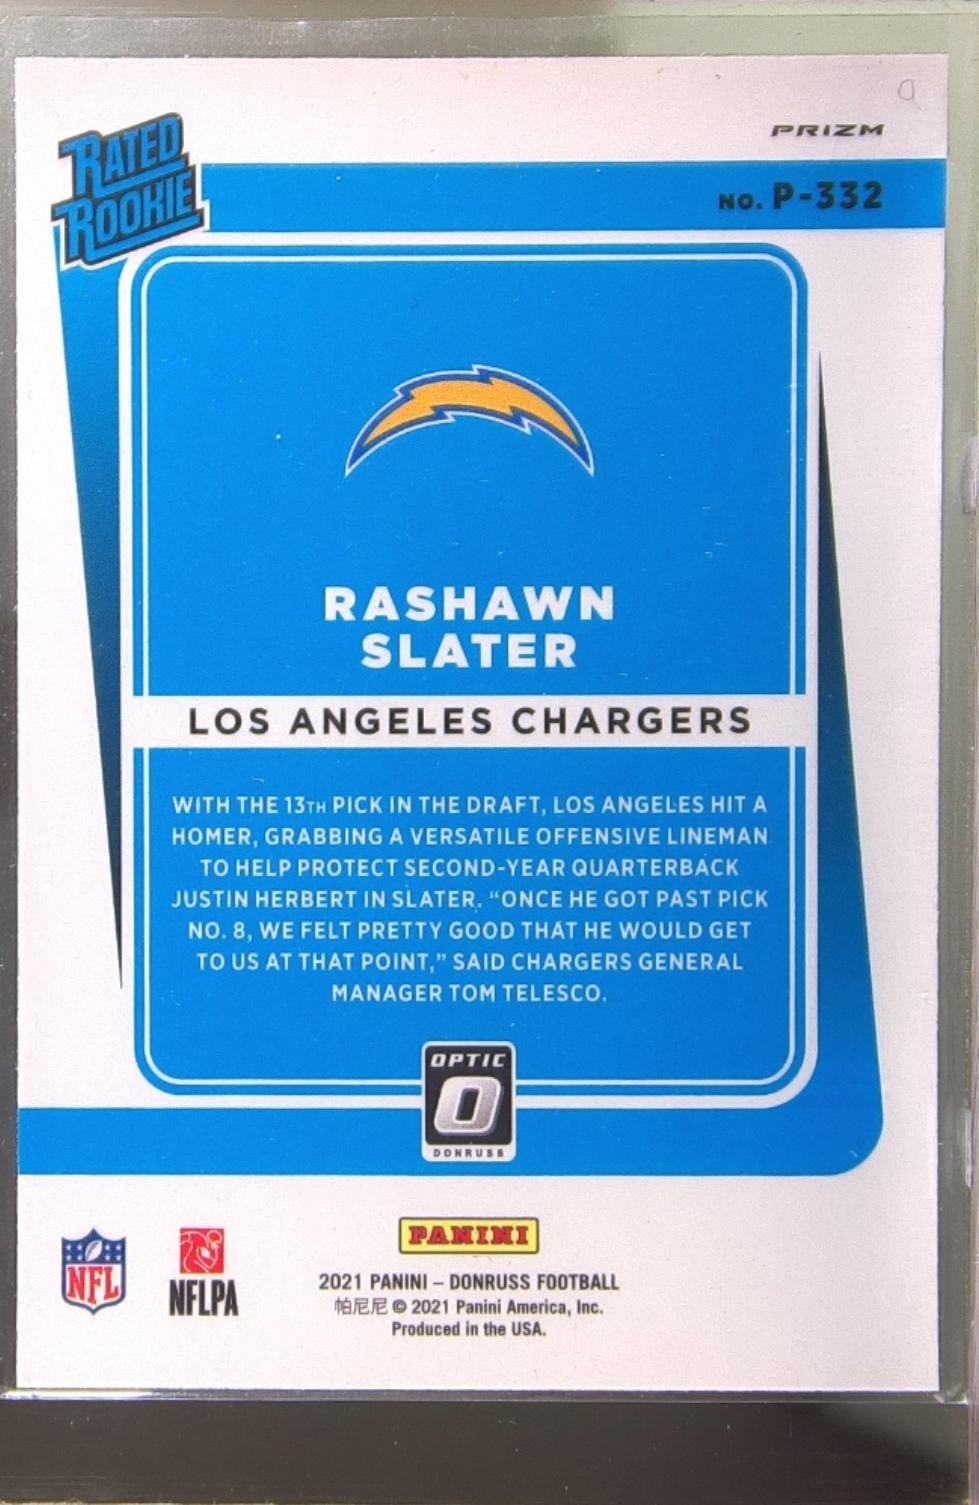 RATED
ROOKIE
PRIZM
NO. P-332
RASHAWN
SLATER
LOS ANGELES CHARGERS
WITH THE 13TH PICK IN THE DRAFT, LOS ANGELES HIT A
HOMER, GRABBING A VERSATILE OFFENSIVE LINEMAN
TO HELP PROTECT SECOND-YEAR QUARTERBACK
JUSTIN HERBERT IN SLATER. “ONCE HE GOT PAST PICK
NO. 8, WE FELT PRETTY GOOD THAT HE WOULD GET
TO US AT THAT POINT,” SAID CHARGERS GENERAL
MANAGER TOM TELESCO.
OPTIC
O
DONRUSS
PANINI
NFL
NFLPA
2021 PANINI – DONRUSS FOOTBALL
帕尼尼 © 2021 Panini America, Inc.
Produced in the USA.